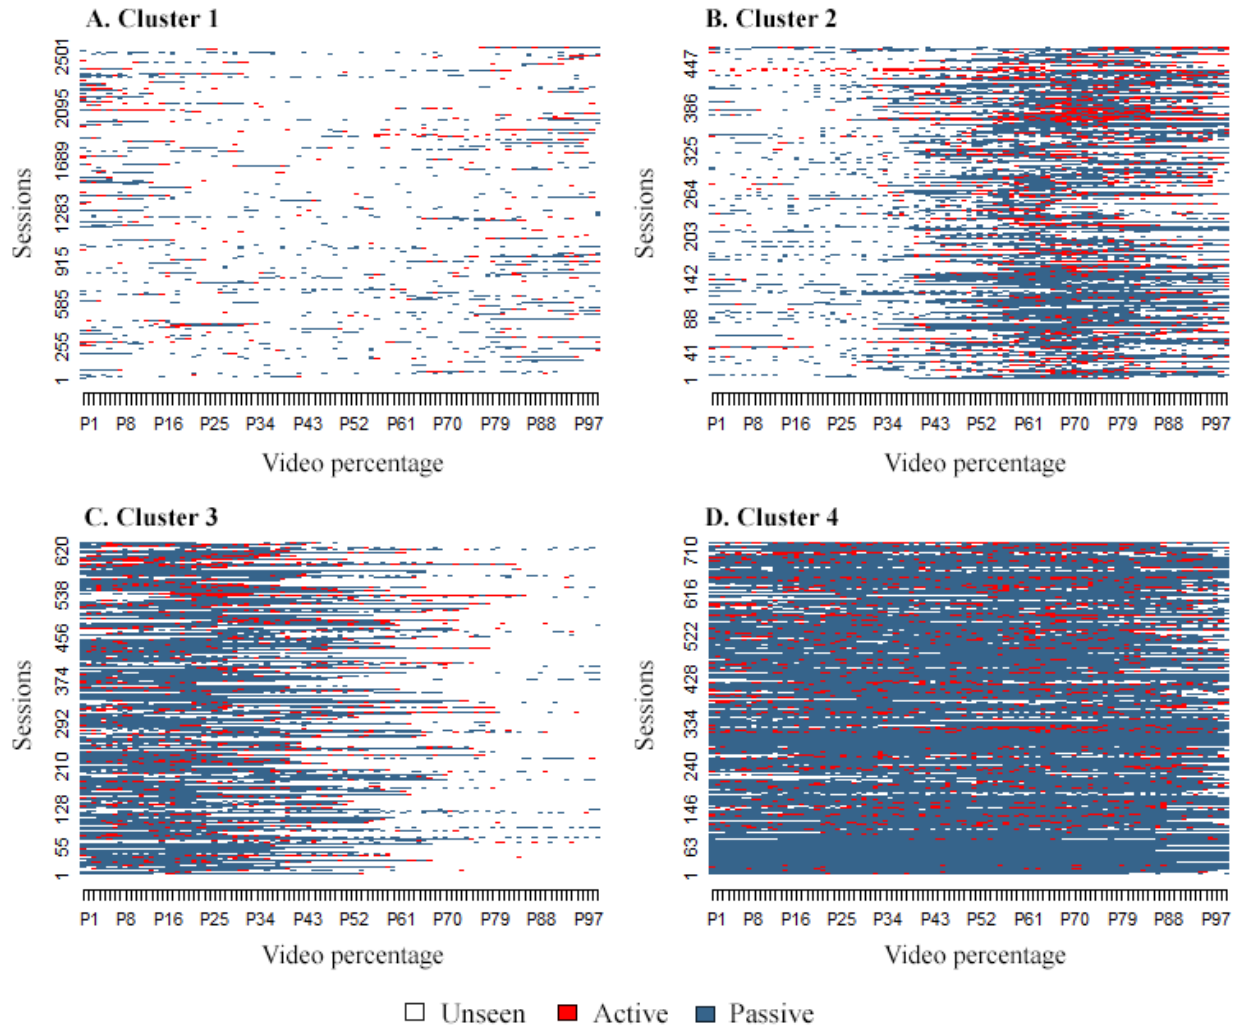 A. Cluster 1
Sessions
2501
2095
1689
1283
915
585
255
1
P1 P8 P16 P25 P34 P43 P52 P61 P70 P79 P88 P97
Video percentage
B. Cluster 2
Sessions
447
386
325
264
203
142
88
41
1
P1 P8 P16 P25 P34 P43 P52 P61 P70 P79 P88 P97
Video percentage
C. Cluster 3
Sessions
620
538
456
374
292
210
128
55
1
P1 P8 P16 P25 P34 P43 P52 P61 P70 P79 P88 P97
Video percentage
D. Cluster 4
Sessions
710
616
522
428
334
240
146
63
1
P1 P8 P16 P25 P34 P43 P52 P61 P70 P79 P88 P97
Video percentage
Unseen Active Passive